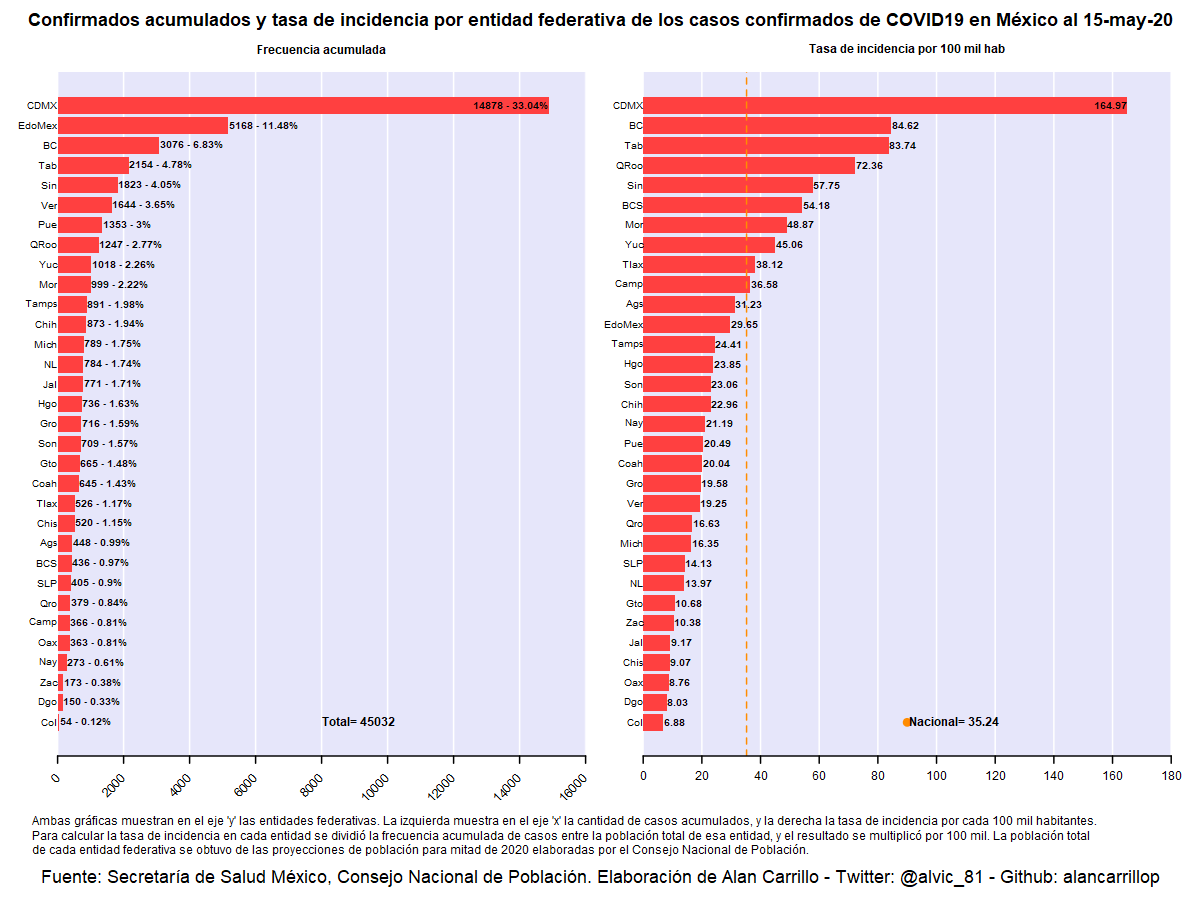 Confirmados acumulados y tasa de incidencia por entidad federativa de los casos confirmados de COVID19 en México al 15-may-20
Frecuencia acumulada
CDMX 14878 - 33.04%
EdoMex 5168 - 11.48%
BC 3076 - 6.83%
Tab 2154 - 4.78%
Sin 1823 - 4.05%
Ver 1644 - 3.65%
Pue 1353 - 3%
QRoo 1247 - 2.77%
Yuc 1018 - 2.26%
Mor 999 - 2.22%
Tamps 891 - 1.98%
Chih 873 - 1.94%
Mich 789 - 1.75%
NL 784 - 1.74%
Jal 771 - 1.71%
Hgo 736 - 1.63%
Gro 716 - 1.59%
Son 709 - 1.57%
Gto 665 - 1.48%
Coah 645 - 1.43%
Tlax 526 - 1.17%
Chis 520 - 1.15%
Ags 448 - 0.99%
BCS 436 - 0.97%
SLP 405 - 0.9%
Qro 379 - 0.84%
Camp 366 - 0.81%
Oax 363 - 0.81%
Nay 273 - 0.61%
Zac 173 - 0.38%
Dgo 150 - 0.33%
Col 54 - 0.12%
Total= 45032
0 2000 4000 6000 8000 10000 12000 14000 16000
Tasa de incidencia por 100 mil hab
CDMX 164.97
BC 84.62
Tab 83.74
QRoo 72.36
Sin 57.75
BCS 54.18
Mor 48.87
Yuc 45.06
Tlax 38.12
Camp 36.58
Ags 31.23
EdoMex 29.65
Tamps 24.41
Hgo 23.85
Son 23.06
Chih 22.96
Nay 21.19
Pue 20.49
Coah 20.04
Gro 19.58
Ver 19.25
Qro 16.63
Mich 16.35
SLP 14.13
NL 13.97
Gto 10.68
Zac 10.38
Jal 9.17
Chis 9.07
Oax 8.76
Dgo 8.03
Col 6.88
Nacional= 35.24
0 20 40 60 80 100 120 140 160 180
Ambas gráficas muestran en el eje 'y' las entidades federativas. La izquierda muestra en el eje 'x' la cantidad de casos acumulados, y la derecha la tasa de incidencia por cada 100 mil habitantes.
Para calcular la tasa de incidencia en cada entidad se dividió la frecuencia acumulada de casos entre la población total de esa entidad, y el resultado se multiplicó por 100 mil. La población total
de cada entidad federativa se obtuvo de las proyecciones de población para mitad de 2020 elaboradas por el Consejo Nacional de Población.
Fuente: Secretaría de Salud México, Consejo Nacional de Población. Elaboración de Alan Carrillo - Twitter: @alvic_81 - Github: alancarrillop